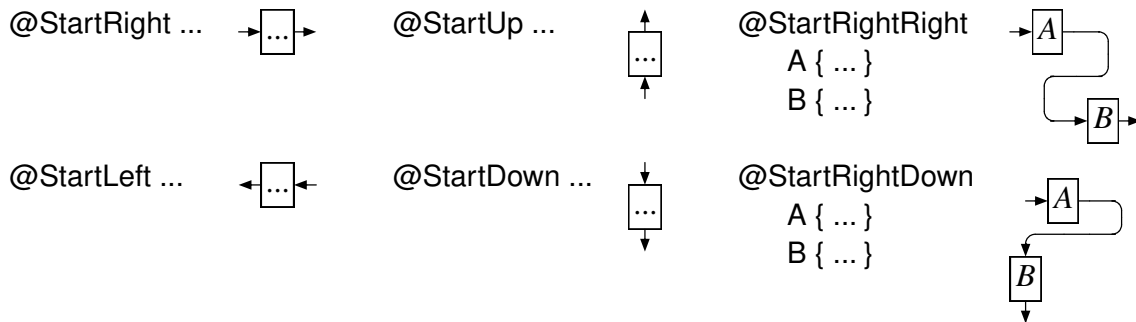 @StartRight ... ...
@StartUp ... ...
@StartRightRight A
A { ... }
B { ... } B
@StartLeft ... ...
@StartDown ... ...
@StartRightDown A
A { ... }
B { ... } B